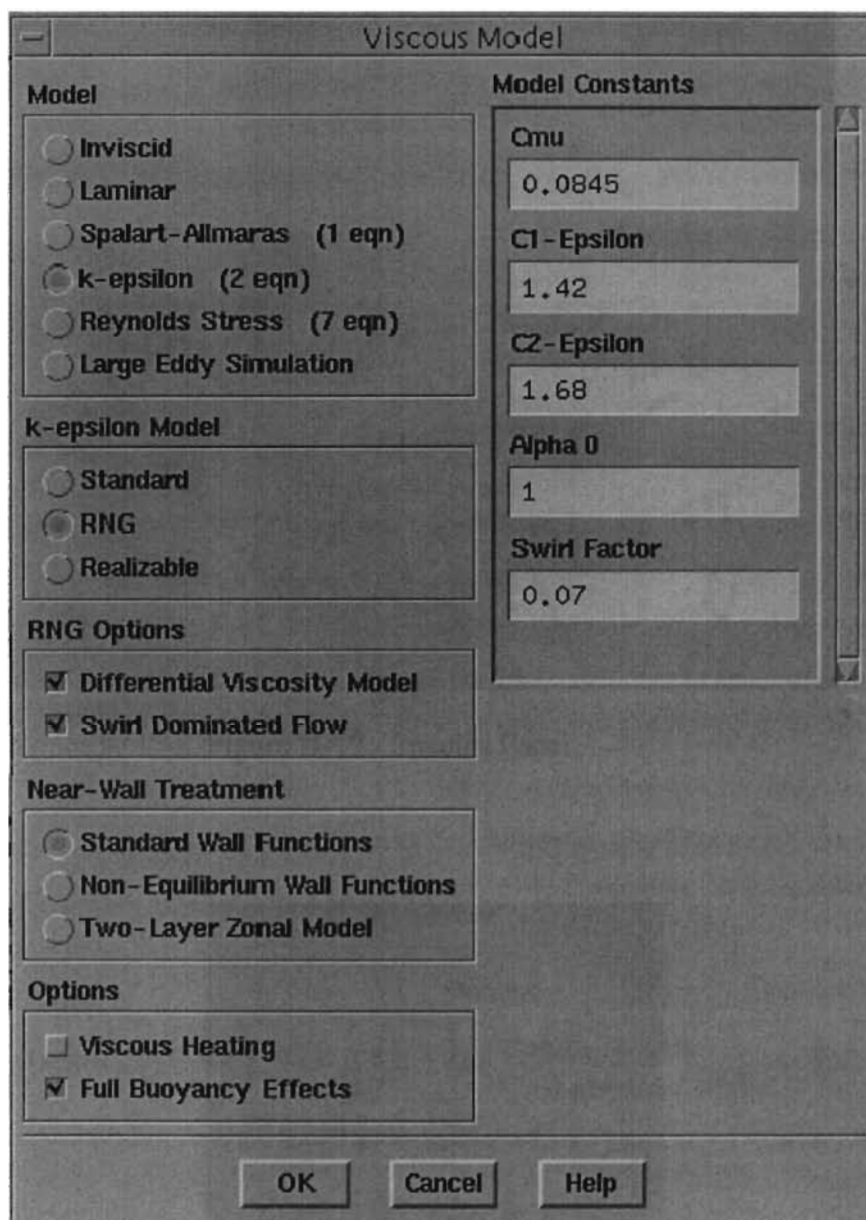 Viscous Model
Model
Inviscid
Laminar
Spalart-Allmaras (1 eqn)
k-epsilon (2 eqn)
Reynolds Stress (7 eqn)
Large Eddy Simulation
k-epsilon Model
Standard
RNG
Realizable
RNG Options
Differential Viscosity Model
Swirl Dominated Flow
Near-Wall Treatment
Standard Wall Functions
Non-Equilibrium Wall Functions
Two-Layer Zonal Model
Options
Viscous Heating
Full Buoyancy Effects
Model Constants
Cmu
0.0845
C1-Epsilon
1.42
C2-Epsilon
1.68
Alpha 0
1
Swirl Factor
0.07
OK Cancel Help